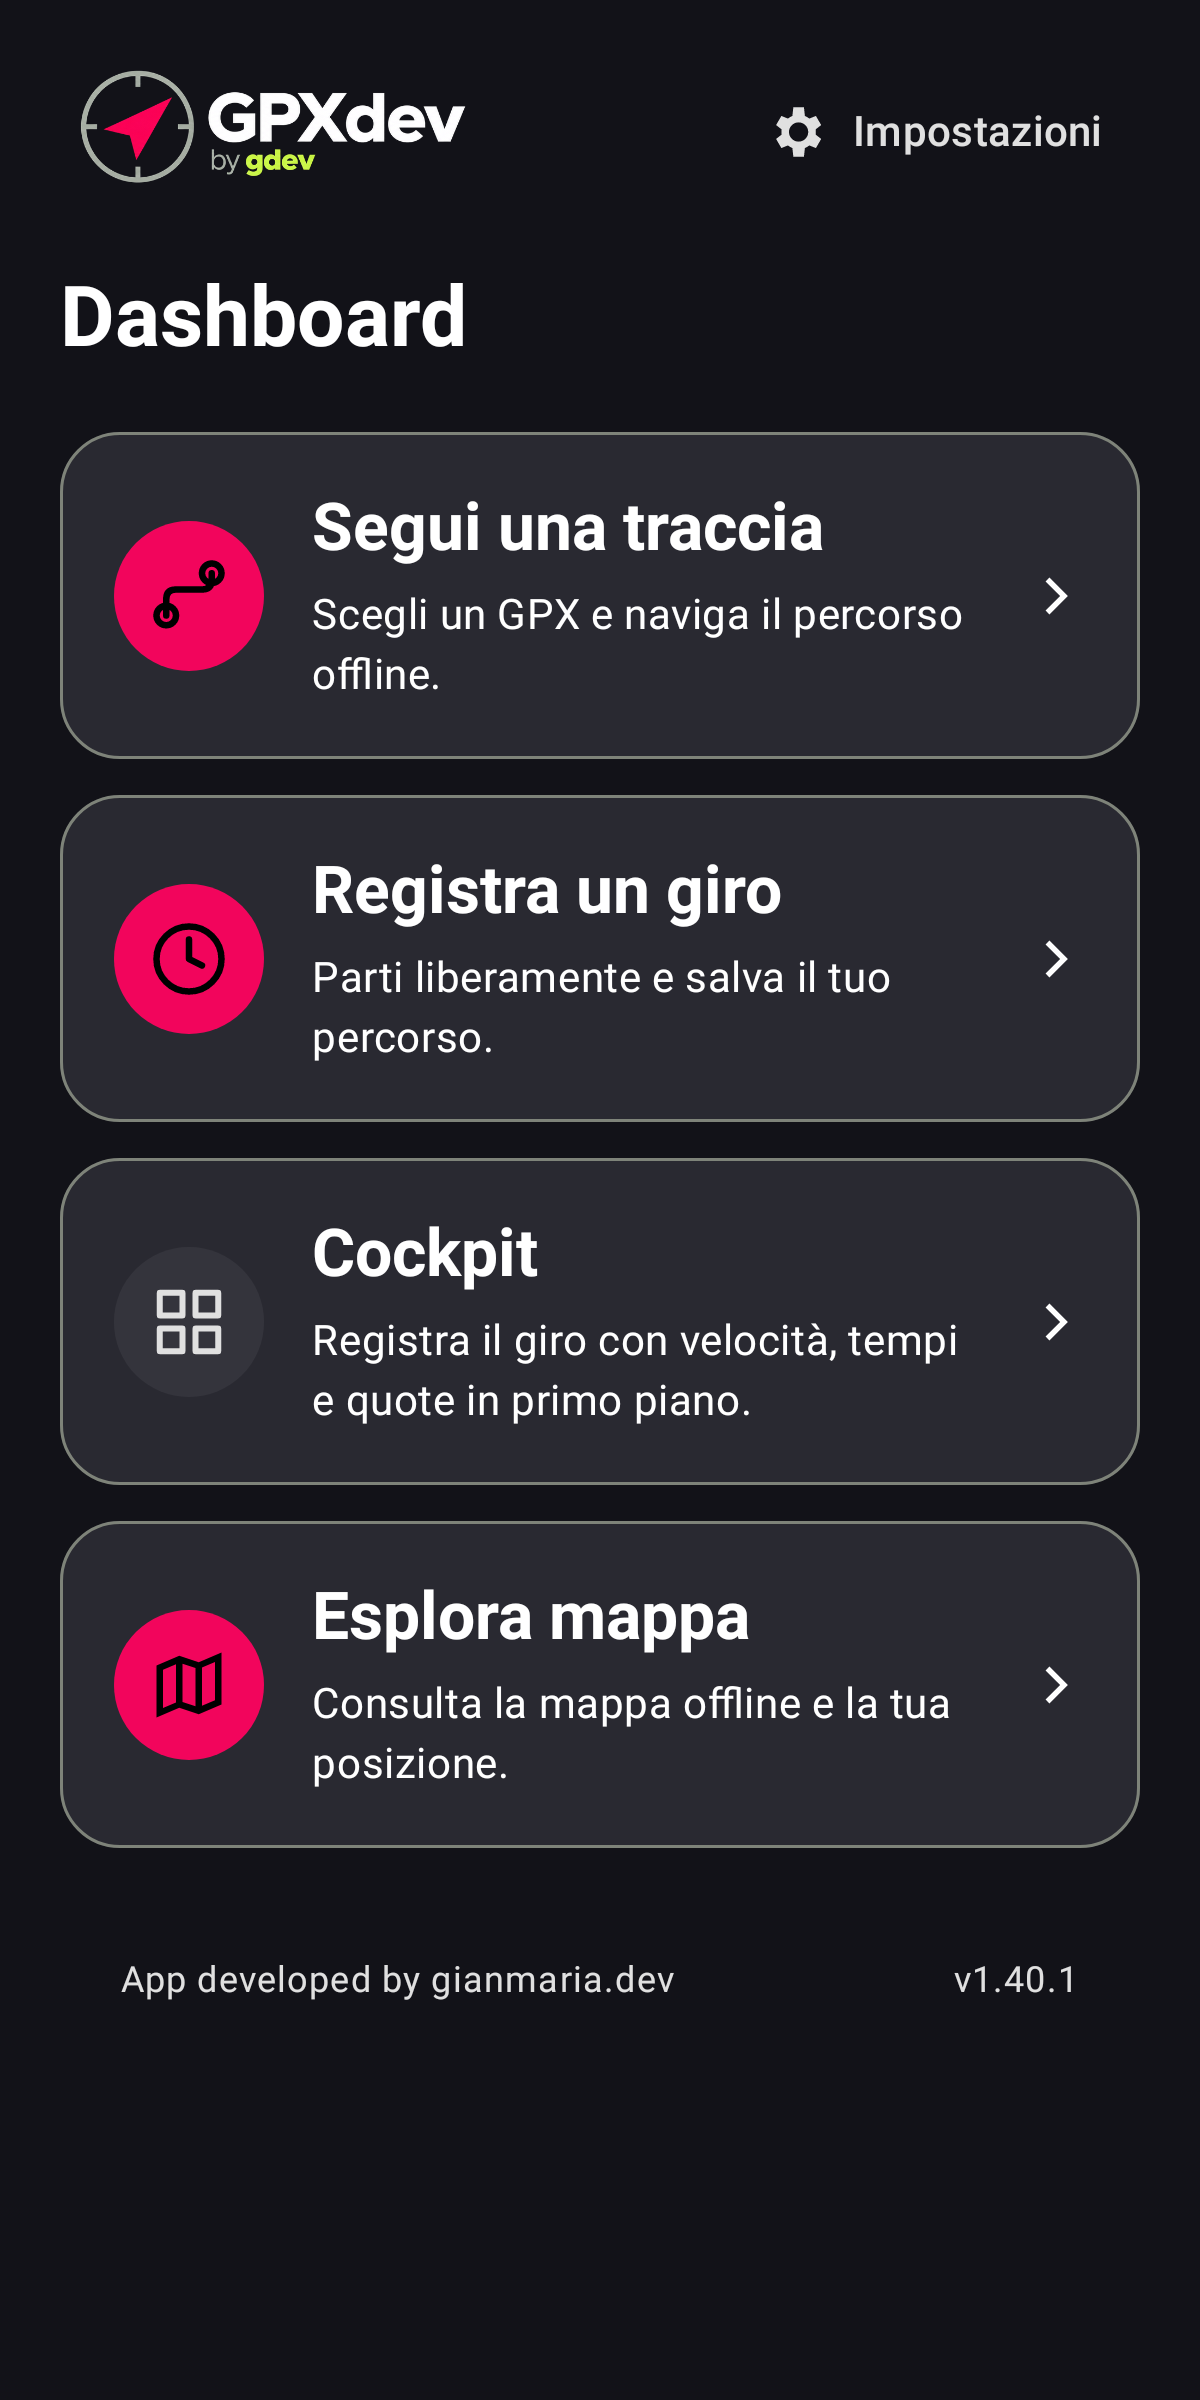 GPXdev
by gdev
Impostazioni
Dashboard
Segui una traccia
Scegli un GPX e naviga il percorso
offline.
Registra un giro
Parti liberamente e salva il tuo
percorso.
Cockpit
Registra il giro con velocità, tempi
e quote in primo piano.
Esplora mappa
Consulta la mappa offline e la tua
posizione.
App developed by gianmaria.dev
v1.40.1